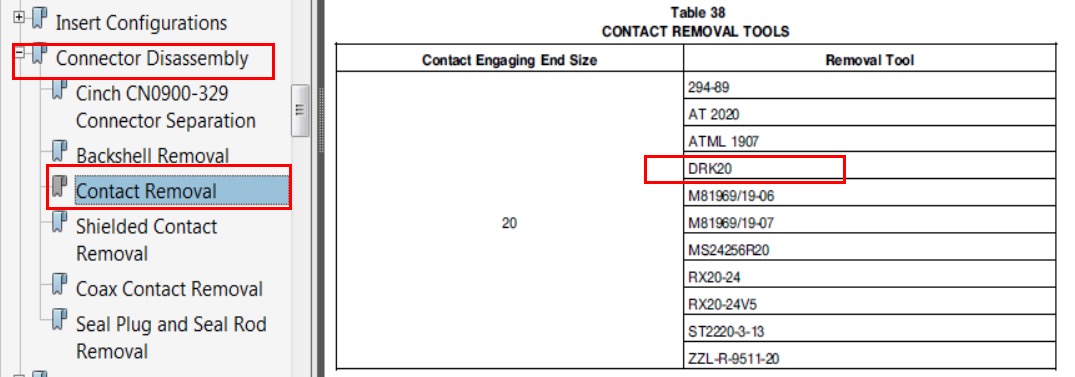 Insert Configurations
Connector Disassembly
Cinch CN0900-329
Connector Separation
Backshell Removal
Contact Removal
Shielded Contact
Removal
Coax Contact Removal
Seal Plug and Seal Rod
Removal
Table 38
CONTACT REMOVAL TOOLS
Contact Engaging End Size Removal Tool
294-89
AT 2020
ATML 1907
DRK20
M81969/19-06
20 M81969/19-07
MS24256R20
RX20-24
RX20-24V5
ST2220-3-13
ZZL-R-9511-20